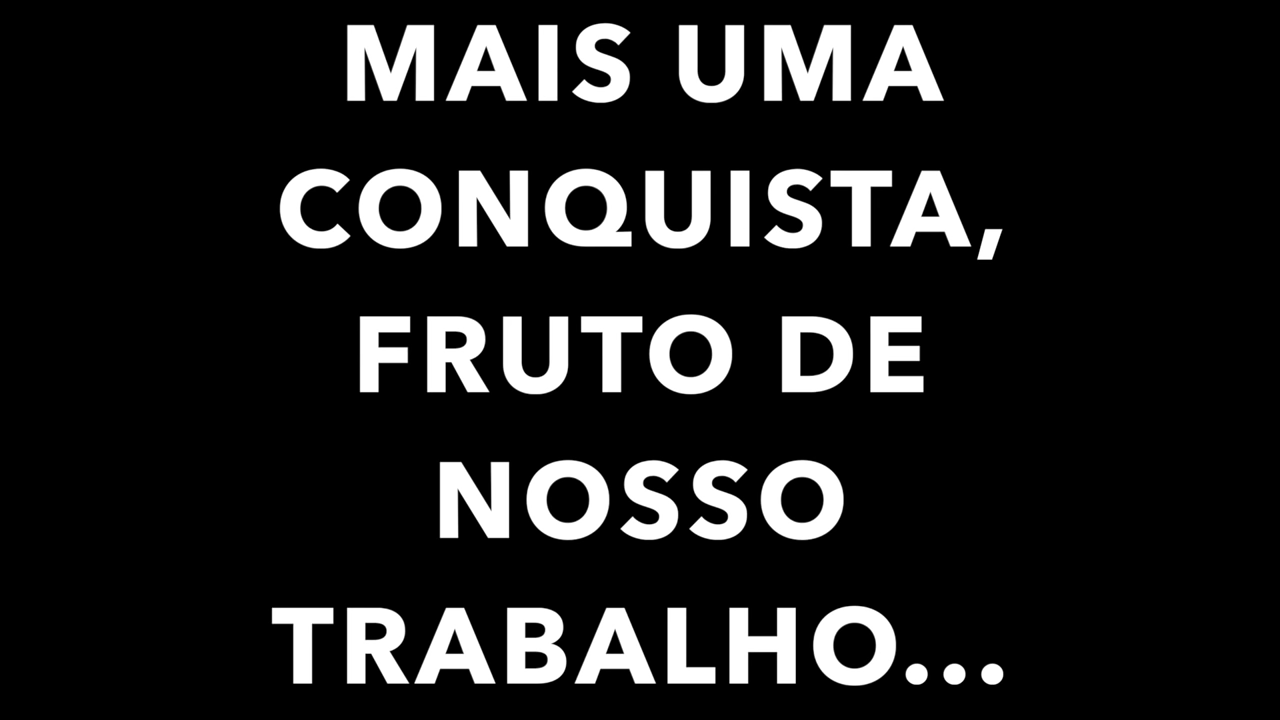 MAIS UMA
CONQUISTA,
FRUTO DE
NOSSO
TRABALHO...